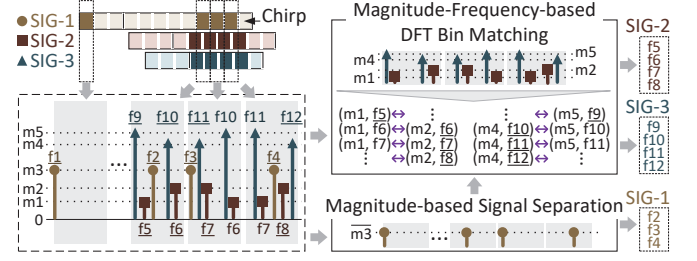 SIG-1
SIG-2
SIG-3
Chirp
Magnitude-Frequency-based
DFT Bin Matching
m4
m1
m5
m2
(m1, f5)↔ ⋮ ⋮ ↔(m5, f9)
(m1, f6)↔(m2, f6) (m4, f10)↔(m5, f10)
(m1, f7)↔(m2, f7) (m4, f11)↔(m5, f11)
⋮ ↔(m2, f8) (m4, f12)↔ ⋮
SIG-2
f5
f6
f7
f8
SIG-3
f9
f10
f11
f12
f9 f10 f11 f10 f11 f12
m5
m4
f1 ... f2 f3 f4
m3
m2
m1
0
f5 f6 f7 f6 f7 f8
Magnitude-based Signal Separation
m3 ...
SIG-1
f2
f3
f4